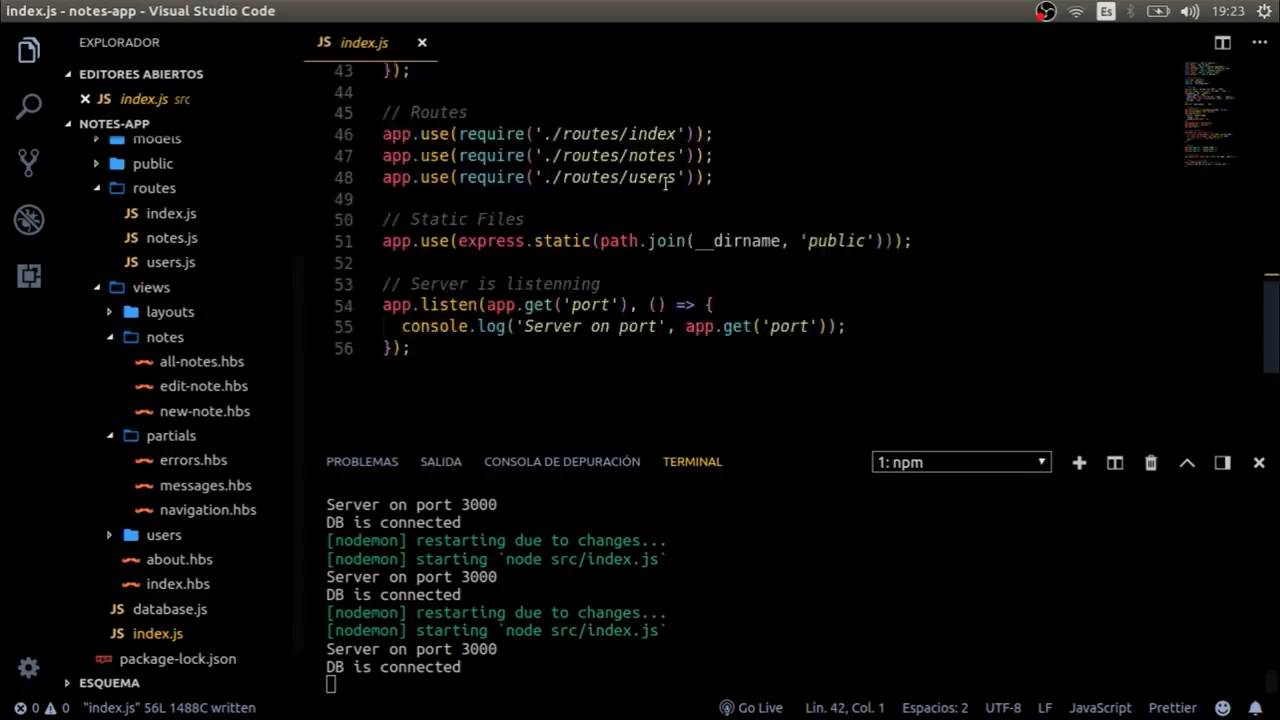 index.js - notes-app - Visual Studio Code
Es
19:23
EXPLORADOR
EDITORES ABIERTOS
JS index.js src
NOTES-APP
models
public
routes
JS index.js
JS notes.js
JS users.js
views
layouts
notes
all-notes.hbs
edit-note.hbs
new-note.hbs
partials
errors.hbs
messages.hbs
navigation.hbs
users
about.hbs
index.hbs
JS database.js
JS index.js
package-lock.json
ESQUEMA
JS index.js
43 });
44
45 // Routes
46 app.use(require('./routes/index'));
47 app.use(require('./routes/notes'));
48 app.use(require('./routes/users'));
49
50 // Static Files
51 app.use(express.static(path.join(__dirname, 'public')));
52
53 // Server is listenning
54 app.listen(app.get('port'), () => {
55 console.log('Server on port', app.get('port'));
56 });
PROBLEMAS SALIDA CONSOLA DE DEPURACIÓN TERMINAL 1: npm
Server on port 3000
DB is connected
[nodemon] restarting due to changes...
[nodemon] starting `node src/index.js`
Server on port 3000
DB is connected
[nodemon] restarting due to changes...
[nodemon] starting `node src/index.js`
Server on port 3000
DB is connected
0 0 "index.js" 56L 1488C written Go Live Lín. 42, Col. 1 Espacios: 2 UTF-8 LF JavaScript Prettier